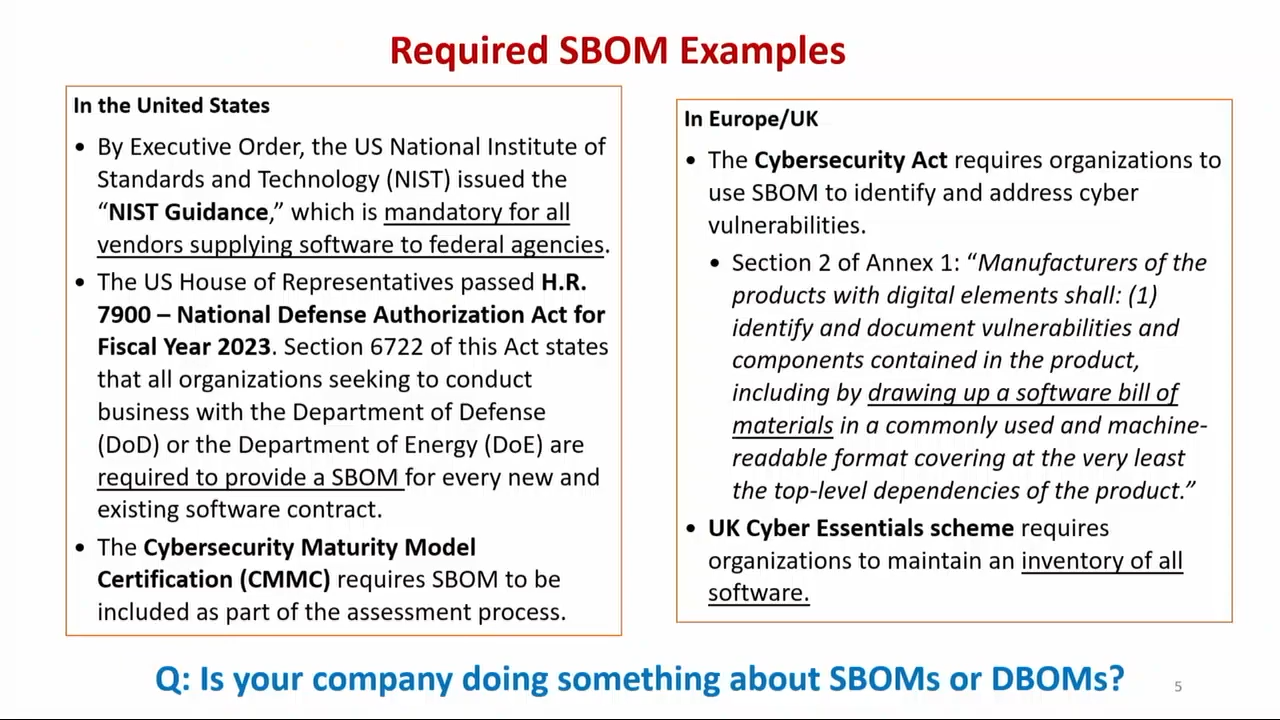 Required SBOM Examples
In the United States
• By Executive Order, the US National Institute of
Standards and Technology (NIST) issued the
“NIST Guidance,” which is mandatory for all
vendors supplying software to federal agencies.
• The US House of Representatives passed H.R.
7900 – National Defense Authorization Act for
Fiscal Year 2023. Section 6722 of this Act states
that all organizations seeking to conduct
business with the Department of Defense
(DoD) or the Department of Energy (DoE) are
required to provide a SBOM for every new and
existing software contract.
• The Cybersecurity Maturity Model
Certification (CMMC) requires SBOM to be
included as part of the assessment process.
In Europe/UK
• The Cybersecurity Act requires organizations to
use SBOM to identify and address cyber
vulnerabilities.
• Section 2 of Annex 1: “Manufacturers of the
products with digital elements shall: (1)
identify and document vulnerabilities and
components contained in the product,
including by drawing up a software bill of
materials in a commonly used and machine-
readable format covering at the very least
the top-level dependencies of the product.”
• UK Cyber Essentials scheme requires
organizations to maintain an inventory of all
software.
Q: Is your company doing something about SBOMs or DBOMs?
5